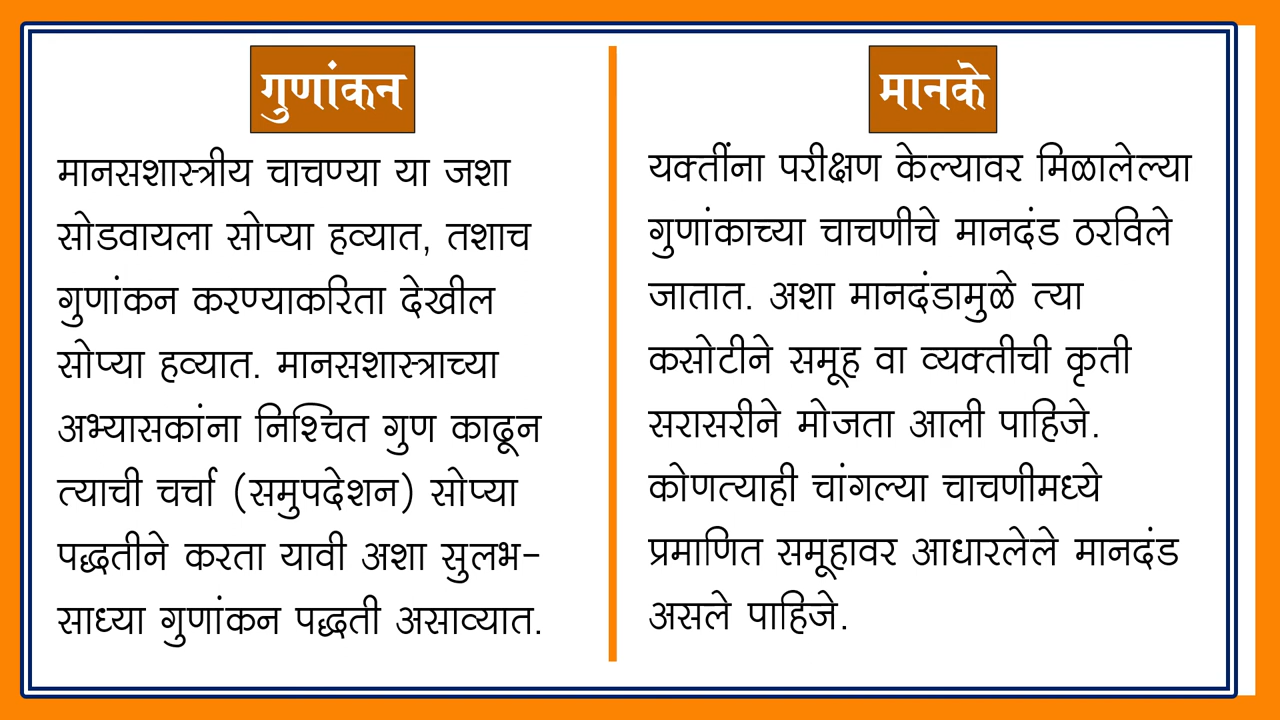 गुणांकन
मानसशास्त्रीय चाचण्या या जशा
सोडवायला सोप्या हव्यात, तशाच
गुणांकन करण्याकरिता देखील
सोप्या हव्यात. मानसशास्त्राच्या
अभ्यासकांना निश्चित गुण काढून
त्याची चर्चा (समुपदेशन) सोप्या
पद्धतीने करता यावी अशा सुलभ-
साध्या गुणांकन पद्धती असाव्यात.
मानके
यक्तींना परीक्षण केल्यावर मिळालेल्या
गुणांकाच्या चाचणीचे मानदंड ठरविले
जातात. अशा मानदंडामुळे त्या
कसोटीने समूह वा व्यक्तीची कृती
सरासरीने मोजता आली पाहिजे.
कोणत्याही चांगल्या चाचणीमध्ये
प्रमाणित समूहावर आधारलेले मानदंड
असले पाहिजे.